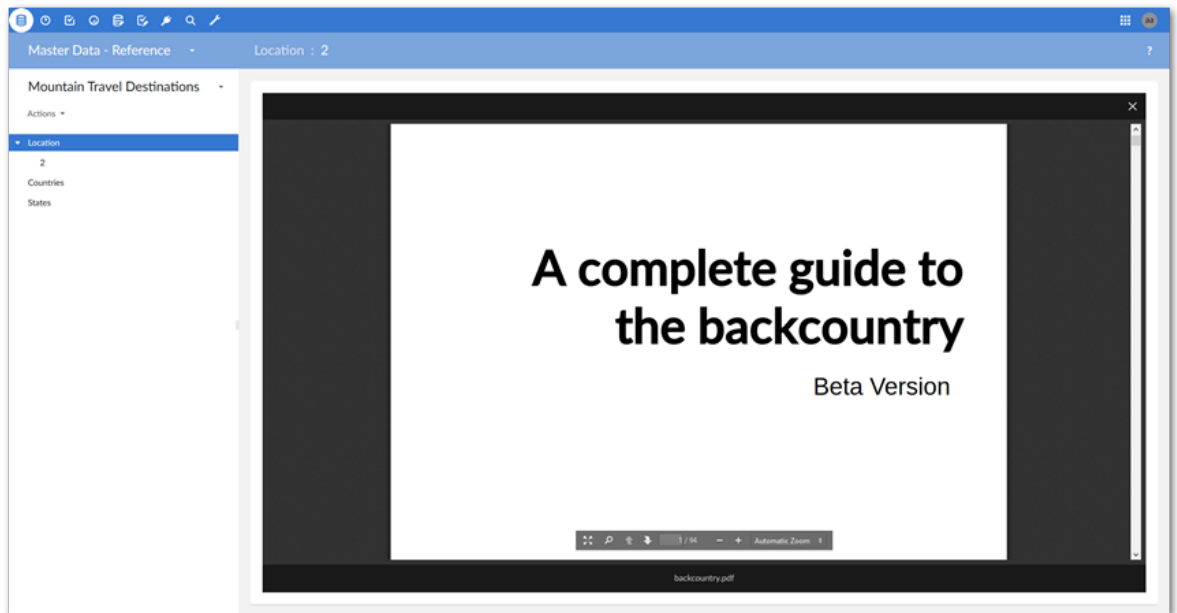 Master Data - Reference
Location : 2
?
Mountain Travel Destinations
Actions
Location
2
Countries
States
A complete guide to
the backcountry
Beta Version
1 / 94
Automatic Zoom
backcountry.pdf